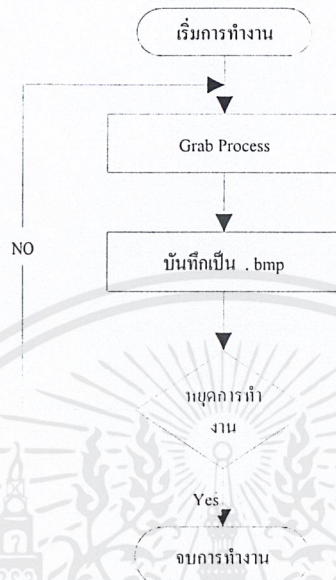 เริ่มการทำงาน
Grab Process
NO
บันทึกเป็น . bmp
หยุดการทำ
งาน
Yes
จบการทำงาน